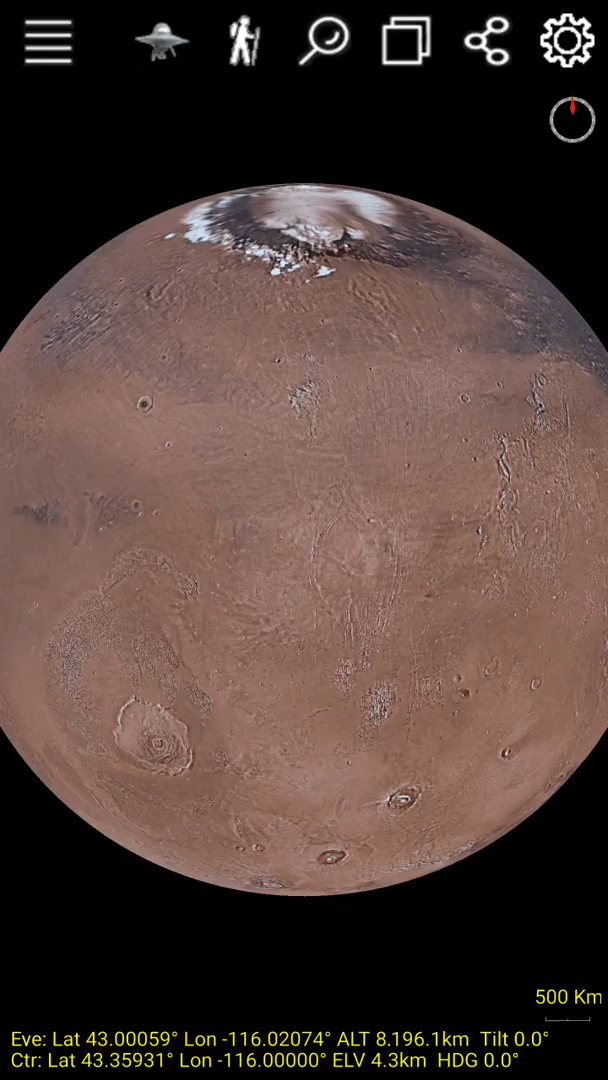 500 Km
Eve: Lat 43.00059° Lon -116.02074° ALT 8.196.1km Tilt 0.0°
Ctr: Lat 43.35931° Lon -116.00000° ELV 4.3km HDG 0.0°